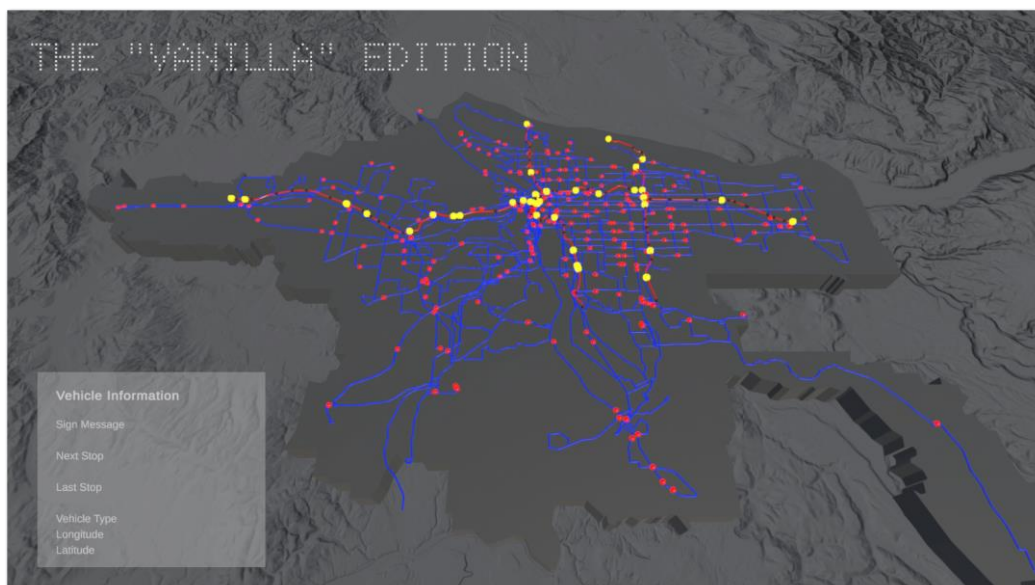 THE "VANILLA" EDITION
Vehicle Information
Sign Message
Next Stop
Last Stop
Vehicle Type
Longitude
Latitude